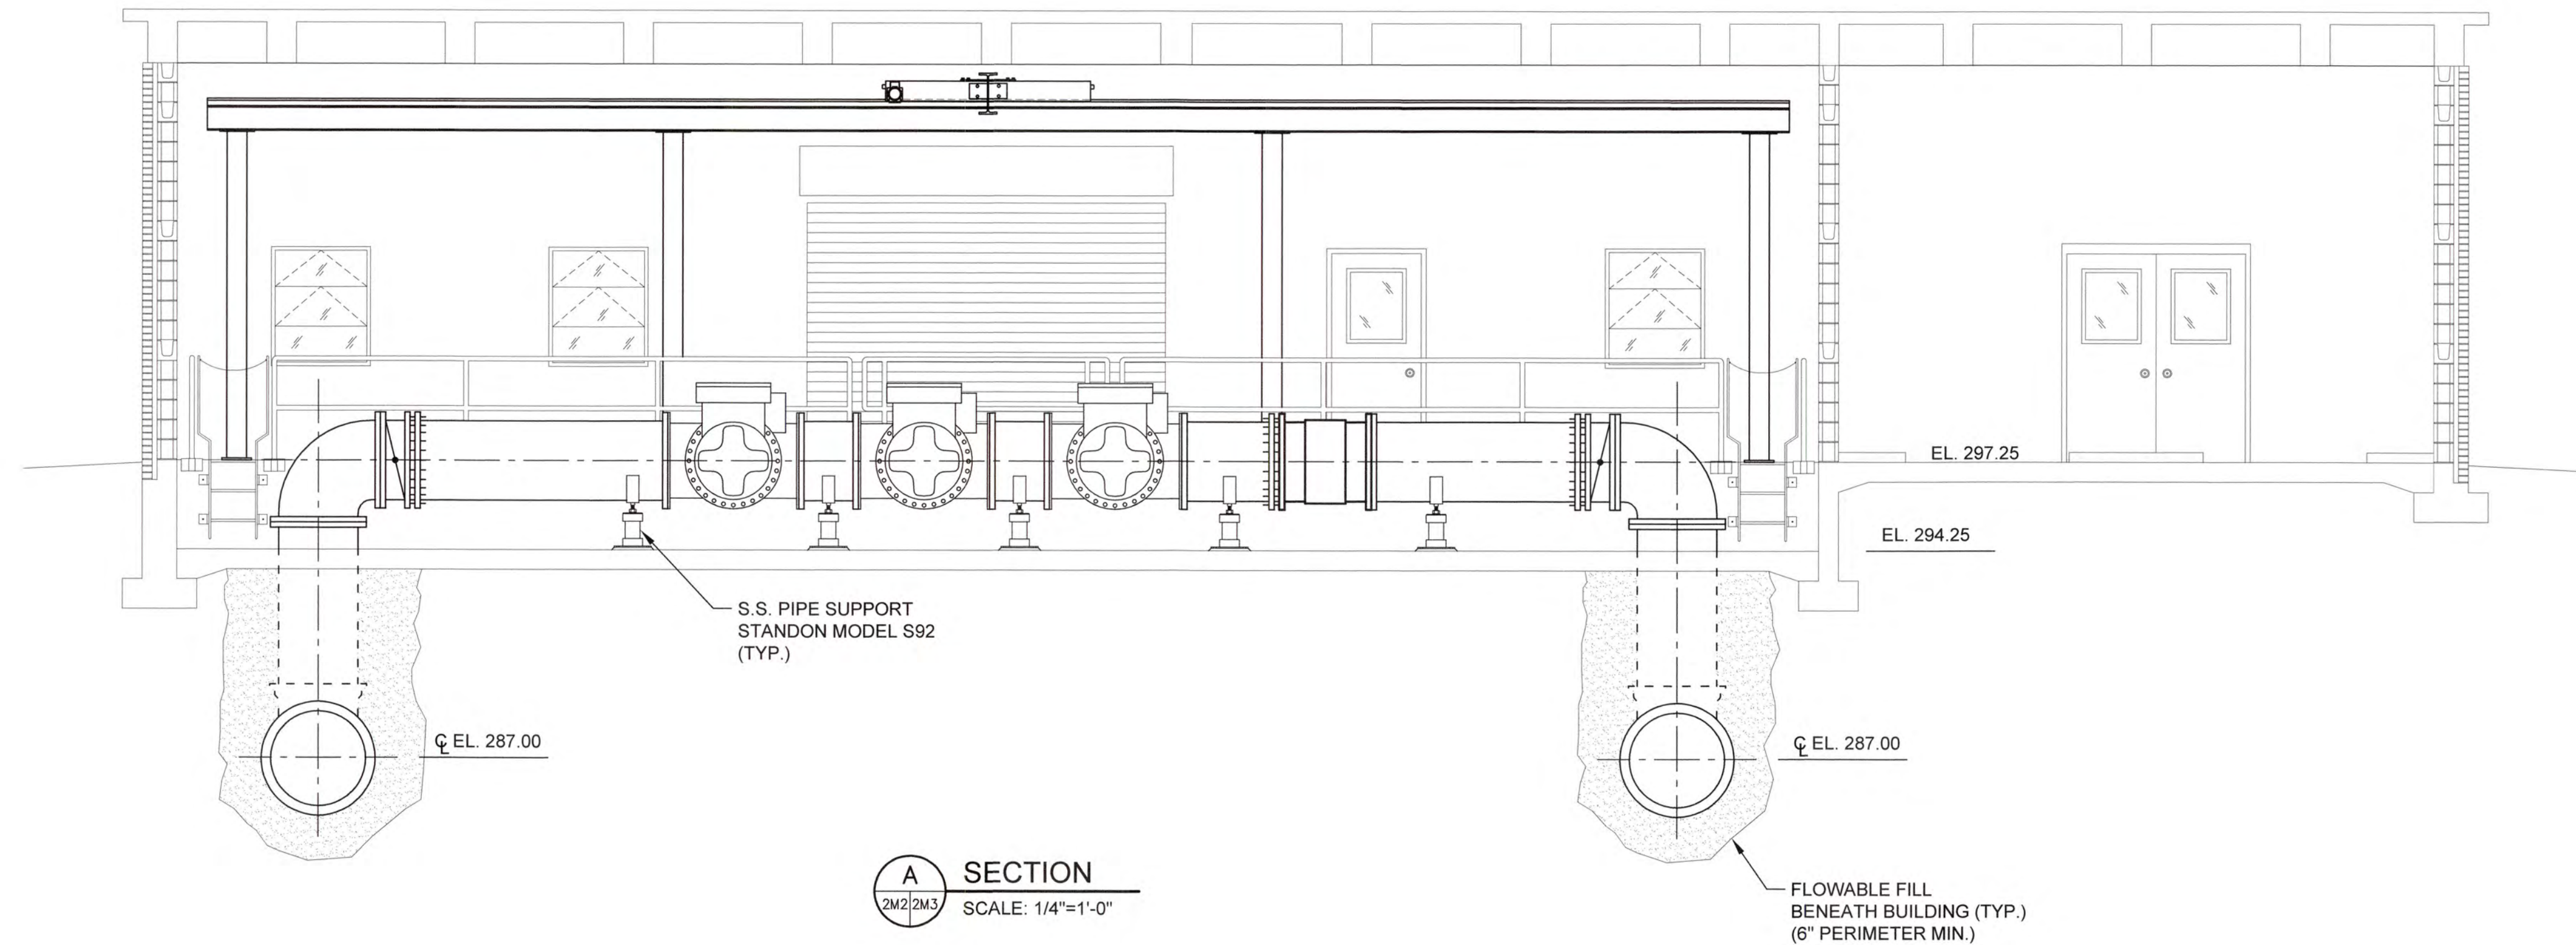 EL. 297.25
EL. 294.25
S.S. PIPE SUPPORT
STANDON MODEL S92
(TYP.)
℄ EL. 287.00
℄ EL. 287.00
A
2M2 2M3
SECTION
SCALE: 1/4"=1'-0"
FLOWABLE FILL
BENEATH BUILDING (TYP.)
(6" PERIMETER MIN.)